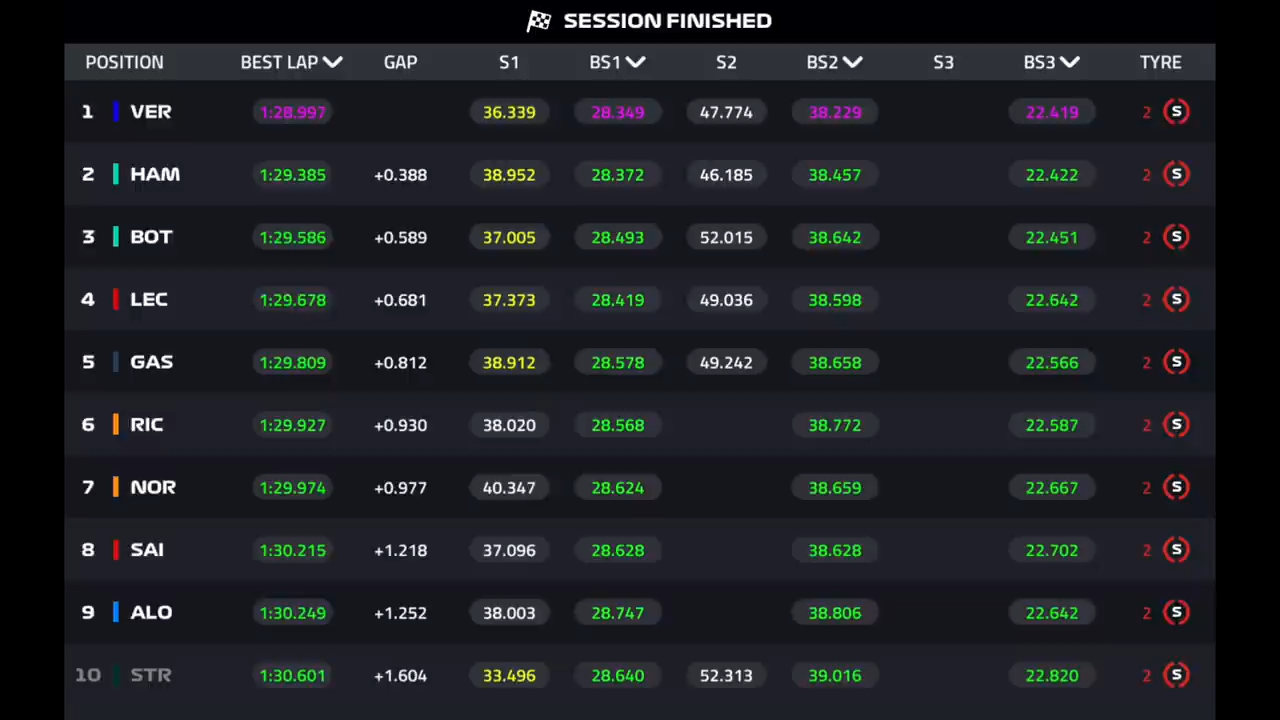 SESSION FINISHED
POSITION BEST LAP GAP S1 BS1 S2 BS2 S3 BS3 TYRE
1 VER 1:28.997 36.339 28.349 47.774 38.229 22.419 2 S
2 HAM 1:29.385 +0.388 38.952 28.372 46.185 38.457 22.422 2 S
3 BOT 1:29.586 +0.589 37.005 28.493 52.015 38.642 22.451 2 S
4 LEC 1:29.678 +0.681 37.373 28.419 49.036 38.598 22.642 2 S
5 GAS 1:29.809 +0.812 38.912 28.578 49.242 38.658 22.566 2 S
6 RIC 1:29.927 +0.930 38.020 28.568 38.772 22.587 2 S
7 NOR 1:29.974 +0.977 40.347 28.624 38.659 22.667 2 S
8 SAI 1:30.215 +1.218 37.096 28.628 38.628 22.702 2 S
9 ALO 1:30.249 +1.252 38.003 28.747 38.806 22.642 2 S
10 STR 1:30.601 +1.604 33.496 28.640 52.313 39.016 22.820 2 S